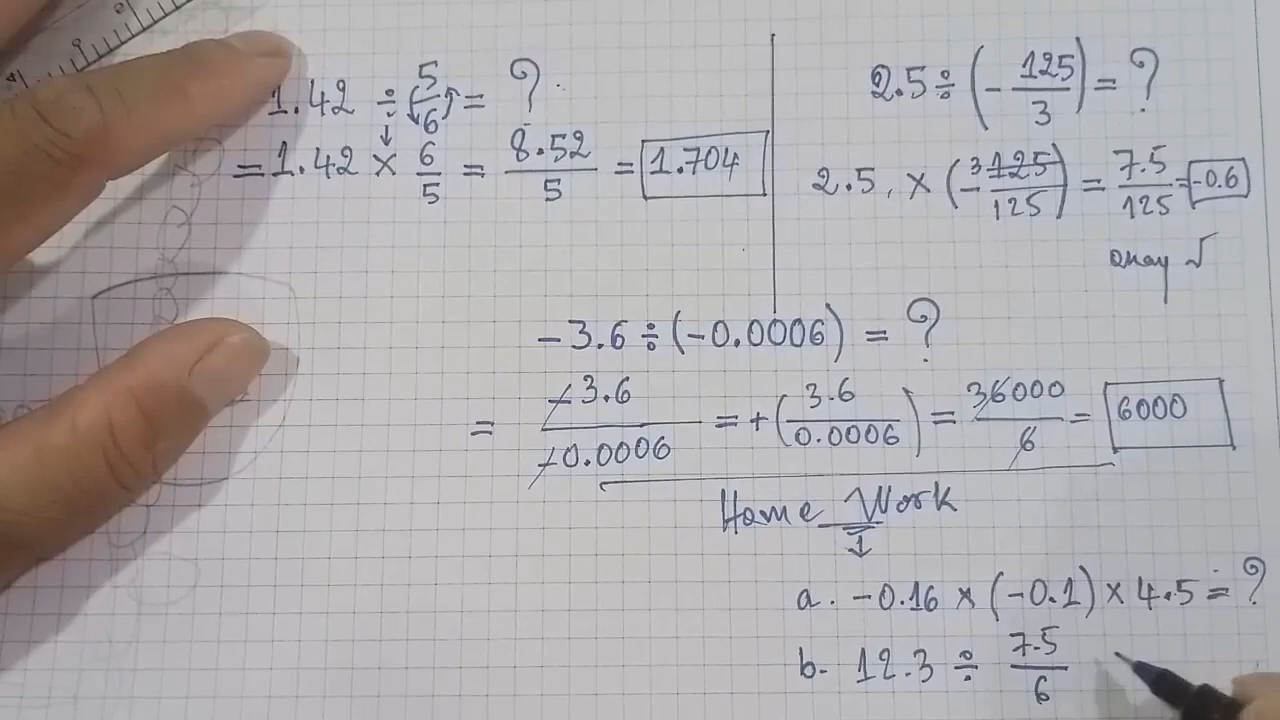 1.42 ÷ 5/6 = ?
= 1.42 × 6/5 = 8.52/5 = 1.704
2.5 ÷ (- 125/3) = ?
2.5 × (-3 125/125) = 7.5/125 = -0.6
okay √
-3.6 ÷ (-0.0006) = ?
= -3.6/-0.0006 = + (3.6/0.0006) = 36000/6 = 6000
Home Work
a. -0.16 × (-0.1) × 4.5 = ?
b. 12.3 ÷ 7.5/6